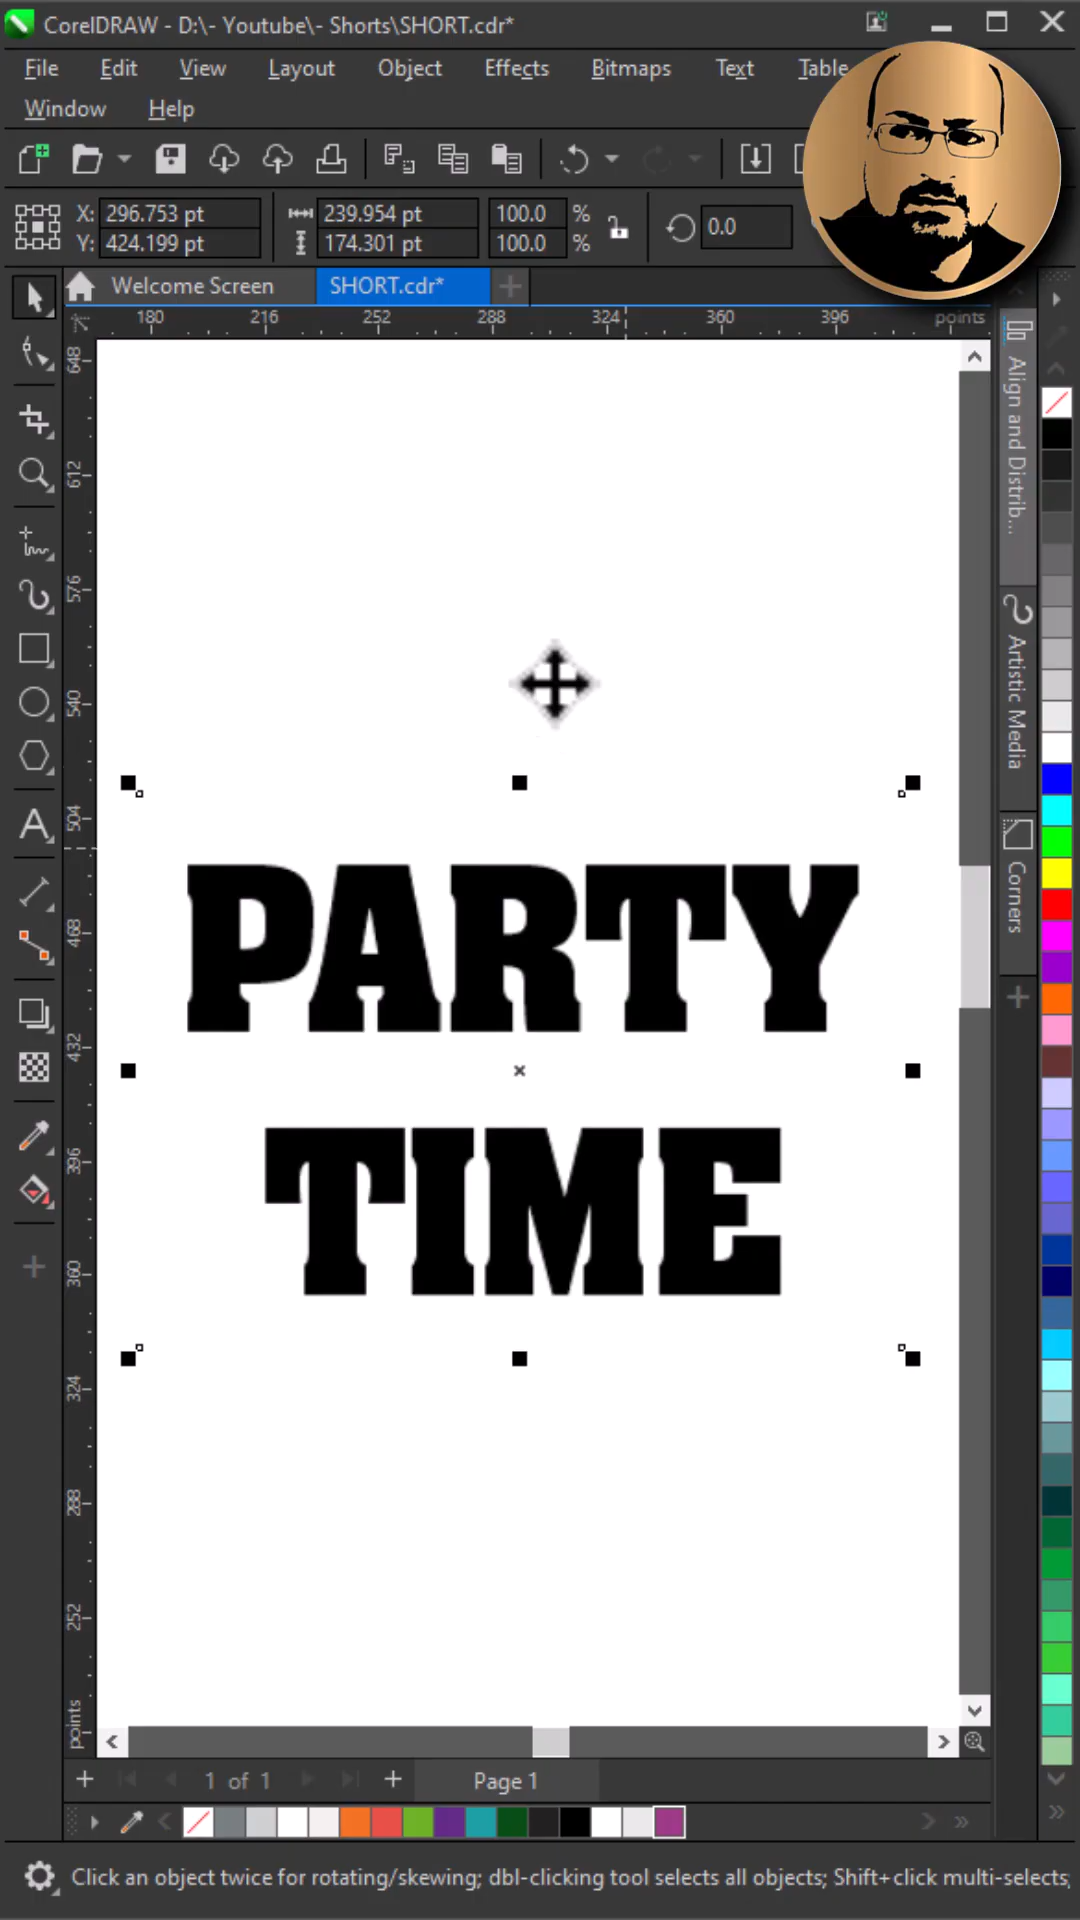 CorelDRAW - D:\- Youtube\- Shorts\SHORT.cdr*
File Edit View Layout Object Effects Bitmaps Text Table
Window Help
X: 296.753 pt 239.954 pt 100.0 % 0.0
Y: 424.199 pt 174.301 pt 100.0 %
Welcome Screen SHORT.cdr*
180 216 252 288 324 360 396 points
648
612
576
540
504
468
432
396
360
324
288
252
points
Align and Distrib...
Artistic Media
Corners
PARTY
TIME
1 of 1 Page 1
Click an object twice for rotating/skewing; dbl-clicking tool selects all objects; Shift+click multi-selects;